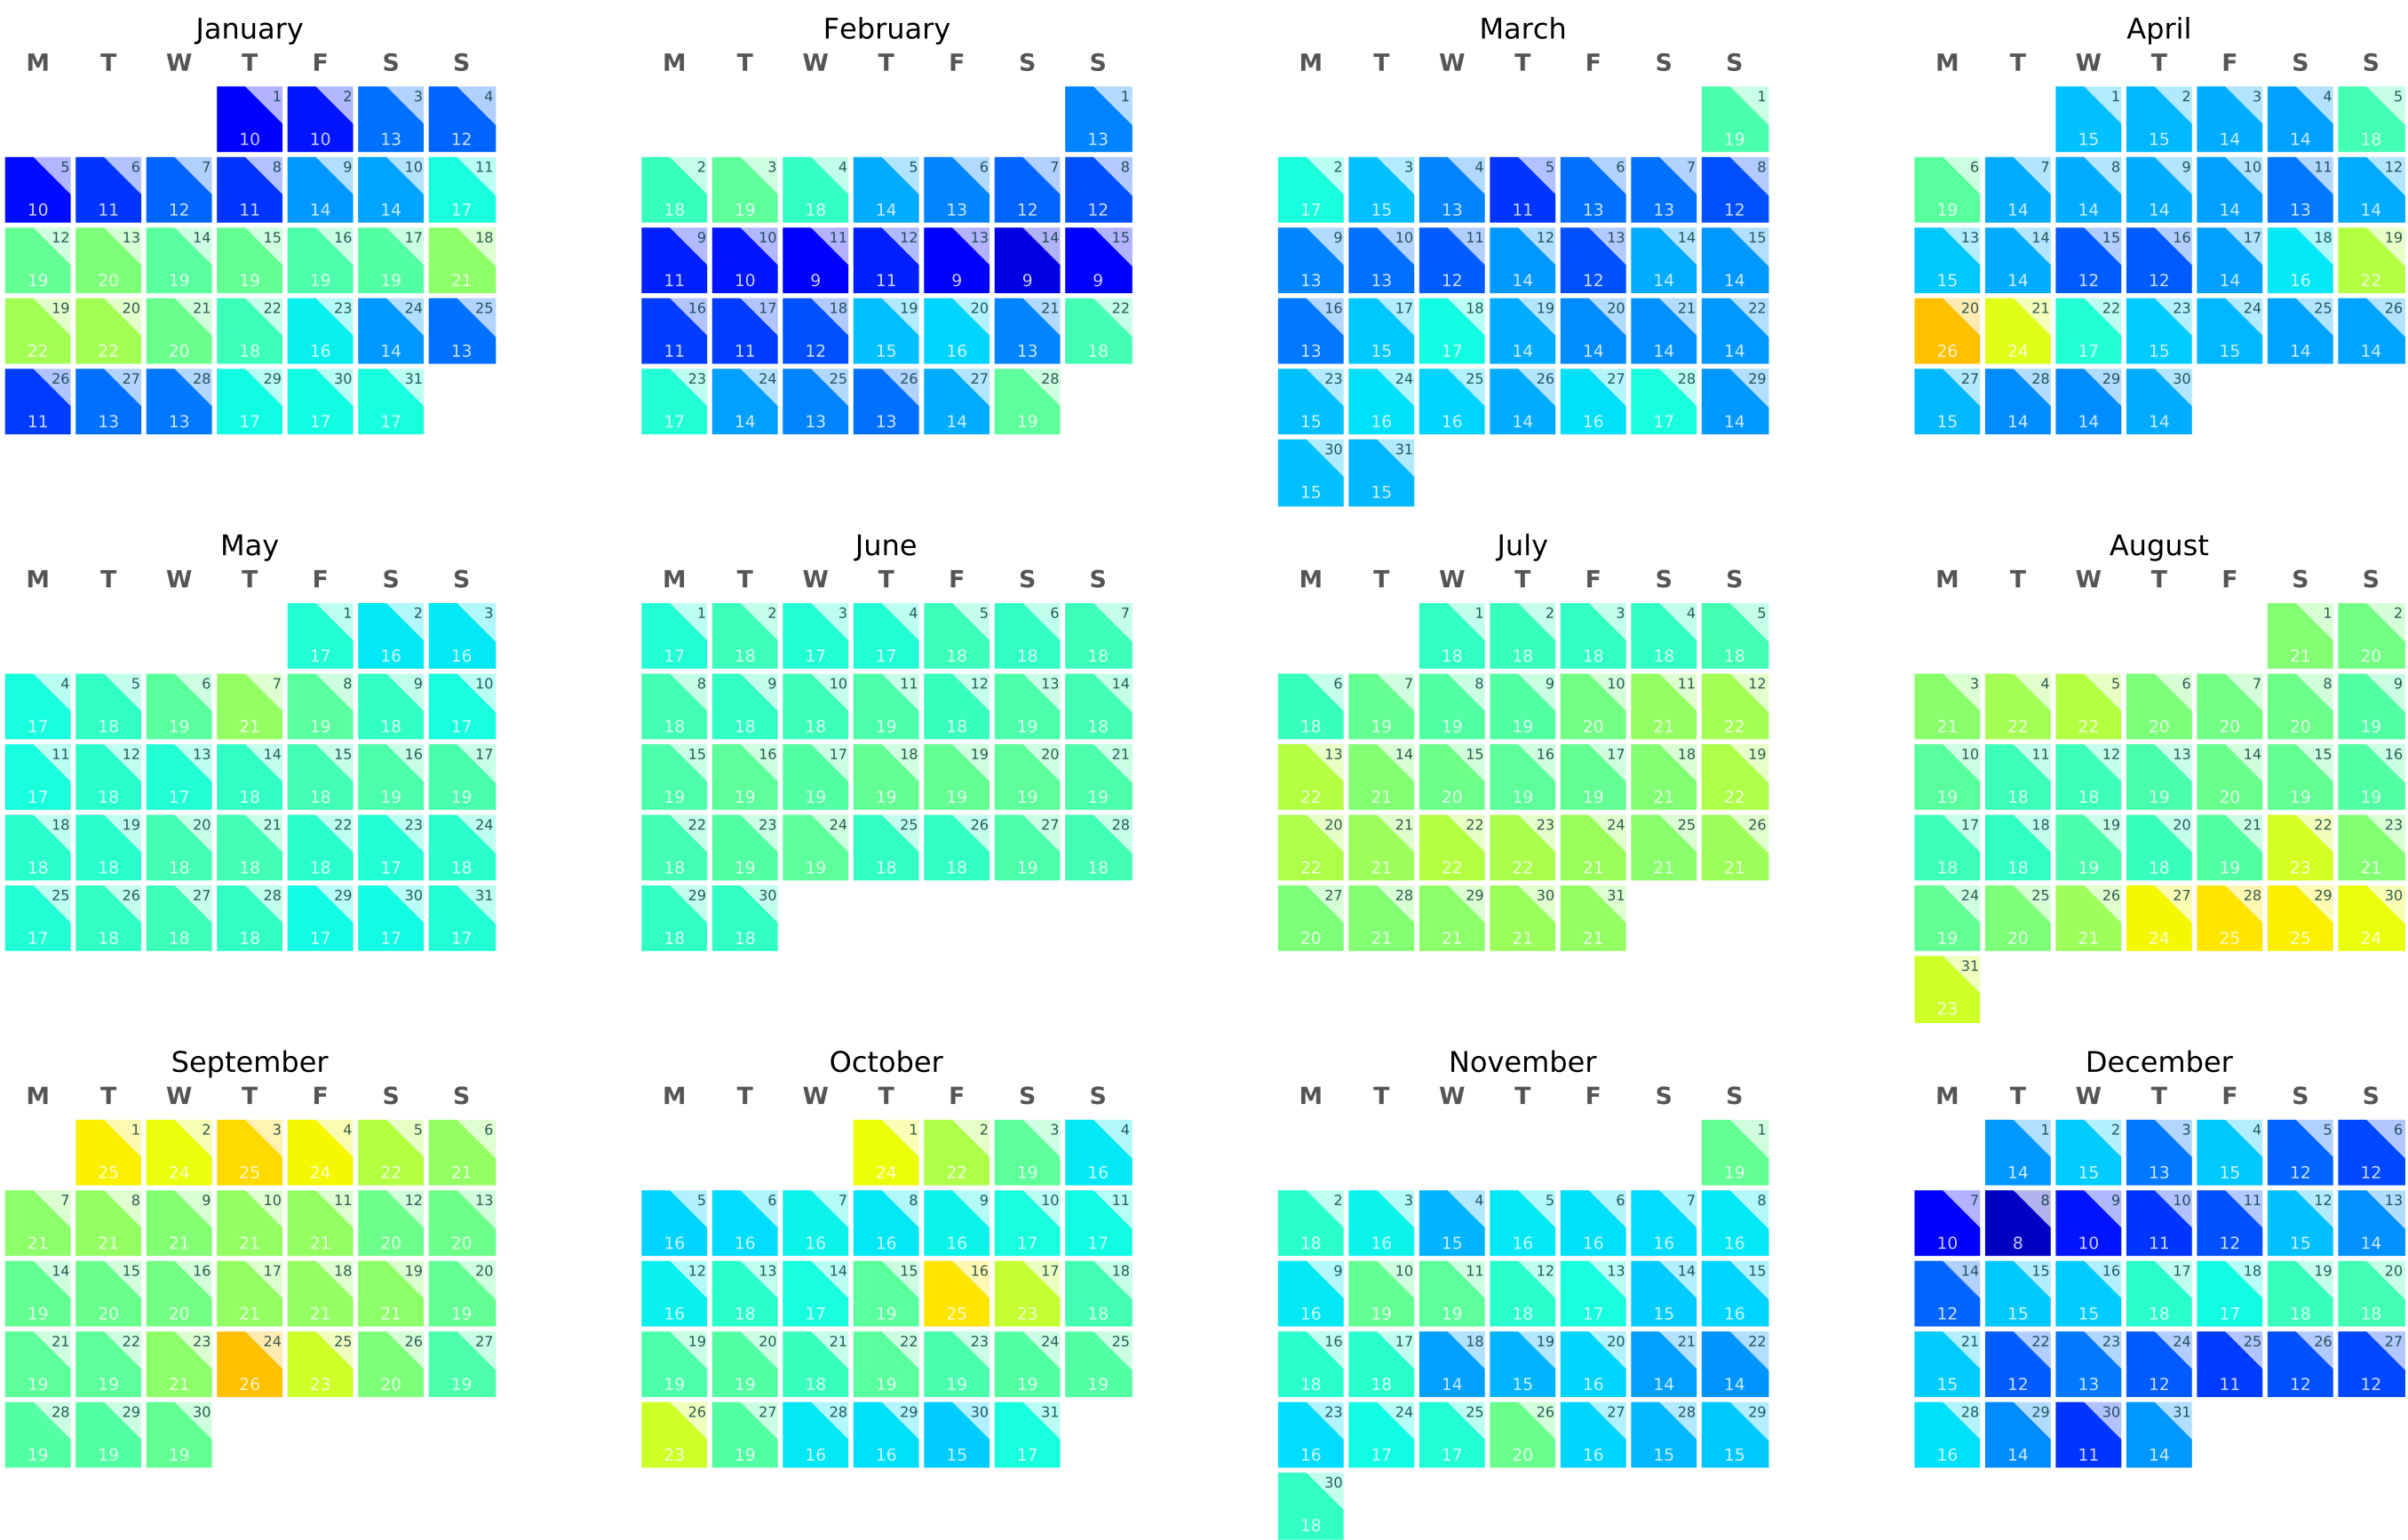 January
M T W T F S S
1 2 3 4
10 10 13 12
5 6 7 8 9 10 11
10 11 12 11 14 14 17
12 13 14 15 16 17 18
19 20 19 19 19 19 21
19 20 21 22 23 24 25
22 22 20 18 16 14 13
26 27 28 29 30 31
11 13 13 17 17 17
February
M T W T F S S
1
13
2 3 4 5 6 7 8
18 19 18 14 13 12 12
9 10 11 12 13 14 15
11 10 9 11 9 9 9
16 17 18 19 20 21 22
11 11 12 15 16 13 18
23 24 25 26 27 28
17 14 13 13 14 19
March
M T W T F S S
1
19
2 3 4 5 6 7 8
17 15 13 11 13 13 12
9 10 11 12 13 14 15
13 13 12 14 12 14 14
16 17 18 19 20 21 22
13 15 17 14 14 14 14
23 24 25 26 27 28 29
15 16 16 14 16 17 14
30 31
15 15
April
M T W T F S S
1 2 3 4 5
15 15 14 14 18
6 7 8 9 10 11 12
19 14 14 14 14 13 14
13 14 15 16 17 18 19
15 14 12 12 14 16 22
20 21 22 23 24 25 26
26 24 17 15 15 14 14
27 28 29 30
15 14 14 14
May
M T W T F S S
1 2 3
17 16 16
4 5 6 7 8 9 10
17 18 19 21 19 18 17
11 12 13 14 15 16 17
17 18 17 18 18 19 19
18 19 20 21 22 23 24
18 18 18 18 18 17 18
25 26 27 28 29 30 31
17 18 18 18 17 17 17
June
M T W T F S S
1 2 3 4 5 6 7
17 18 17 17 18 18 18
8 9 10 11 12 13 14
18 18 18 19 18 19 18
15 16 17 18 19 20 21
19 19 19 19 19 19 19
22 23 24 25 26 27 28
18 19 19 18 18 19 18
29 30
18 18
July
M T W T F S S
1 2 3 4 5
18 18 18 18 18
6 7 8 9 10 11 12
18 19 19 19 20 21 22
13 14 15 16 17 18 19
22 21 20 19 19 21 22
20 21 22 23 24 25 26
22 21 22 22 21 21 21
27 28 29 30 31
20 21 21 21 21
August
M T W T F S S
1 2
21 20
3 4 5 6 7 8 9
21 22 22 20 20 20 19
10 11 12 13 14 15 16
19 18 18 19 20 19 19
17 18 19 20 21 22 23
18 18 19 18 19 23 21
24 25 26 27 28 29 30
19 20 21 24 25 25 24
31
23
September
M T W T F S S
1 2 3 4 5 6
25 24 25 24 22 21
7 8 9 10 11 12 13
21 21 21 21 21 20 20
14 15 16 17 18 19 20
19 20 20 21 21 21 19
21 22 23 24 25 26 27
19 19 21 26 23 20 19
28 29 30
19 19 19
October
M T W T F S S
1 2 3 4
24 22 19 16
5 6 7 8 9 10 11
16 16 16 16 16 17 17
12 13 14 15 16 17 18
16 18 17 19 25 23 18
19 20 21 22 23 24 25
19 19 18 19 19 19 19
26 27 28 29 30 31
23 19 16 16 15 17
November
M T W T F S S
1
19
2 3 4 5 6 7 8
18 16 15 16 16 16 16
9 10 11 12 13 14 15
16 19 19 18 17 15 16
16 17 18 19 20 21 22
18 18 14 15 16 14 14
23 24 25 26 27 28 29
16 17 17 20 16 15 15
30
18
December
M T W T F S S
1 2 3 4 5 6
14 15 13 15 12 12
7 8 9 10 11 12 13
10 8 10 11 12 15 14
14 15 16 17 18 19 20
12 15 15 18 17 18 18
21 22 23 24 25 26 27
15 12 13 12 11 12 12
28 29 30 31
16 14 11 14